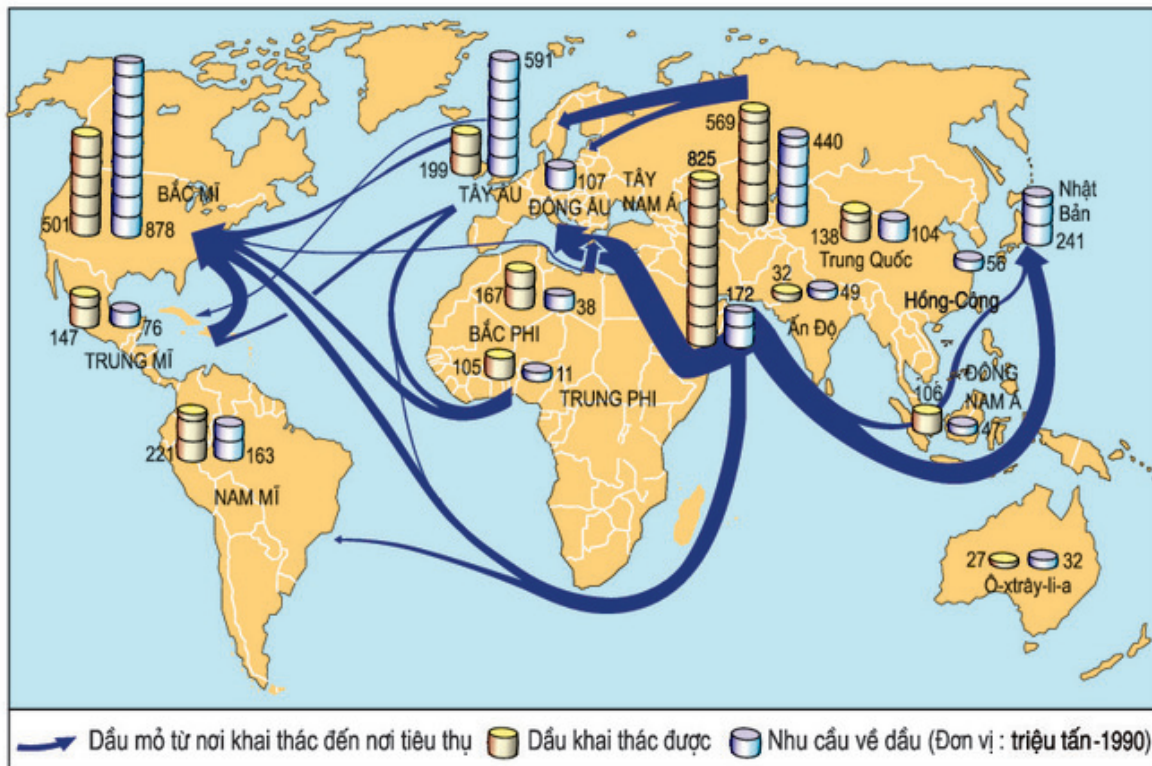 591
569
440
825
199
BẮC MĨ
TÂY ÂU
107
TÂY
NAM Á
ĐÔNG ÂU
Nhật
Bản
241
501
878
138
104
Trung Quốc
56
167
38
32
49
172
147
76
Hồng-Công
Ấn Độ
BẮC PHI
TRUNG MĨ
105
11
TRUNG PHI
ĐÔNG
NAM Á
106
47
221
163
NAM MĨ
27
32
Ô-xtrây-li-a
Dầu mỏ từ nơi khai thác đến nơi tiêu thụ Dầu khai thác được Nhu cầu về dầu (Đơn vị : triệu tấn-1990)